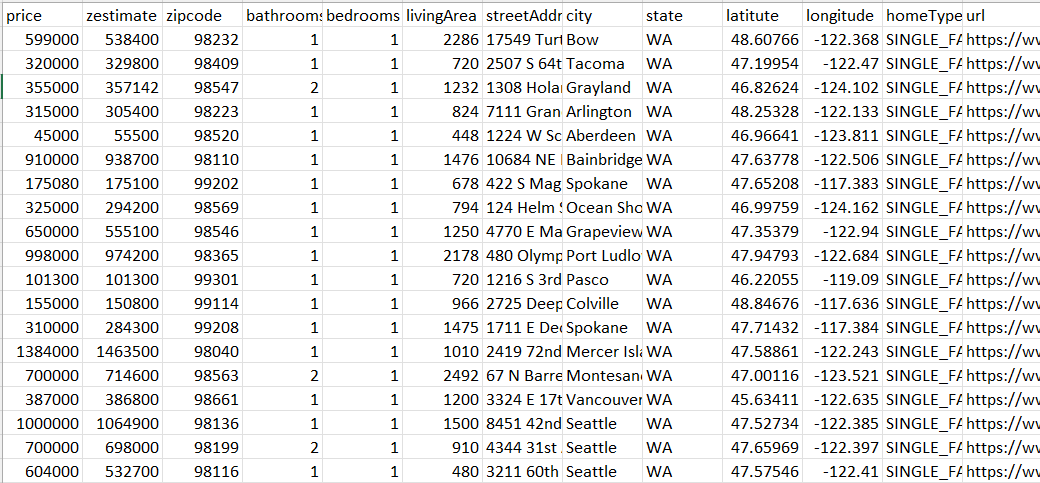 price zestimate zipcode bathrooms bedrooms livingArea streetAddr city state latitute longitude homeType url
599000 538400 98232 1 1 2286 17549 Turt Bow WA 48.60766 -122.368 SINGLE_FA https://wv
320000 329800 98409 1 1 720 2507 S 64t Tacoma WA 47.19954 -122.47 SINGLE_FA https://wv
355000 357142 98547 2 1 1232 1308 Holan Grayland WA 46.82624 -124.102 SINGLE_FA https://wv
315000 305400 98223 1 1 824 7111 Gran Arlington WA 48.25328 -122.133 SINGLE_FA https://wv
45000 55500 98520 1 1 448 1224 W Sc Aberdeen WA 46.96641 -123.811 SINGLE_FA https://wv
910000 938700 98110 1 1 1476 10684 NE Bainbridge WA 47.63778 -122.506 SINGLE_FA https://wv
175080 175100 99202 1 1 678 422 S Mag Spokane WA 47.65208 -117.383 SINGLE_FA https://wv
325000 294200 98569 1 1 794 124 Helm S Ocean Sho WA 46.99759 -124.162 SINGLE_FA https://wv
650000 555100 98546 1 1 1250 4770 E Ma Grapeview WA 47.35379 -122.94 SINGLE_FA https://wv
998000 974200 98365 1 1 2178 480 Olymp Port Ludlo WA 47.94793 -122.684 SINGLE_FA https://wv
101300 101300 99301 1 1 720 1216 S 3rd Pasco WA 46.22055 -119.09 SINGLE_FA https://wv
155000 150800 99114 1 1 966 2725 Deep Colville WA 48.84676 -117.636 SINGLE_FA https://wv
310000 284300 99208 1 1 1475 1711 E Dec Spokane WA 47.71432 -117.384 SINGLE_FA https://wv
1384000 1463500 98040 1 1 1010 2419 72nd Mercer Isla WA 47.58861 -122.243 SINGLE_FA https://wv
700000 714600 98563 2 1 2492 67 N Barre Montesan WA 47.00116 -123.521 SINGLE_FA https://wv
387000 386800 98661 1 1 1200 3324 E 17t Vancouver WA 45.63411 -122.635 SINGLE_FA https://wv
1000000 1064900 98136 1 1 1500 8451 42nd Seattle WA 47.52734 -122.385 SINGLE_FA https://wv
700000 698000 98199 2 1 910 4344 31st Seattle WA 47.65969 -122.397 SINGLE_FA https://wv
604000 532700 98116 1 1 480 3211 60th Seattle WA 47.57546 -122.41 SINGLE_FA https://wv